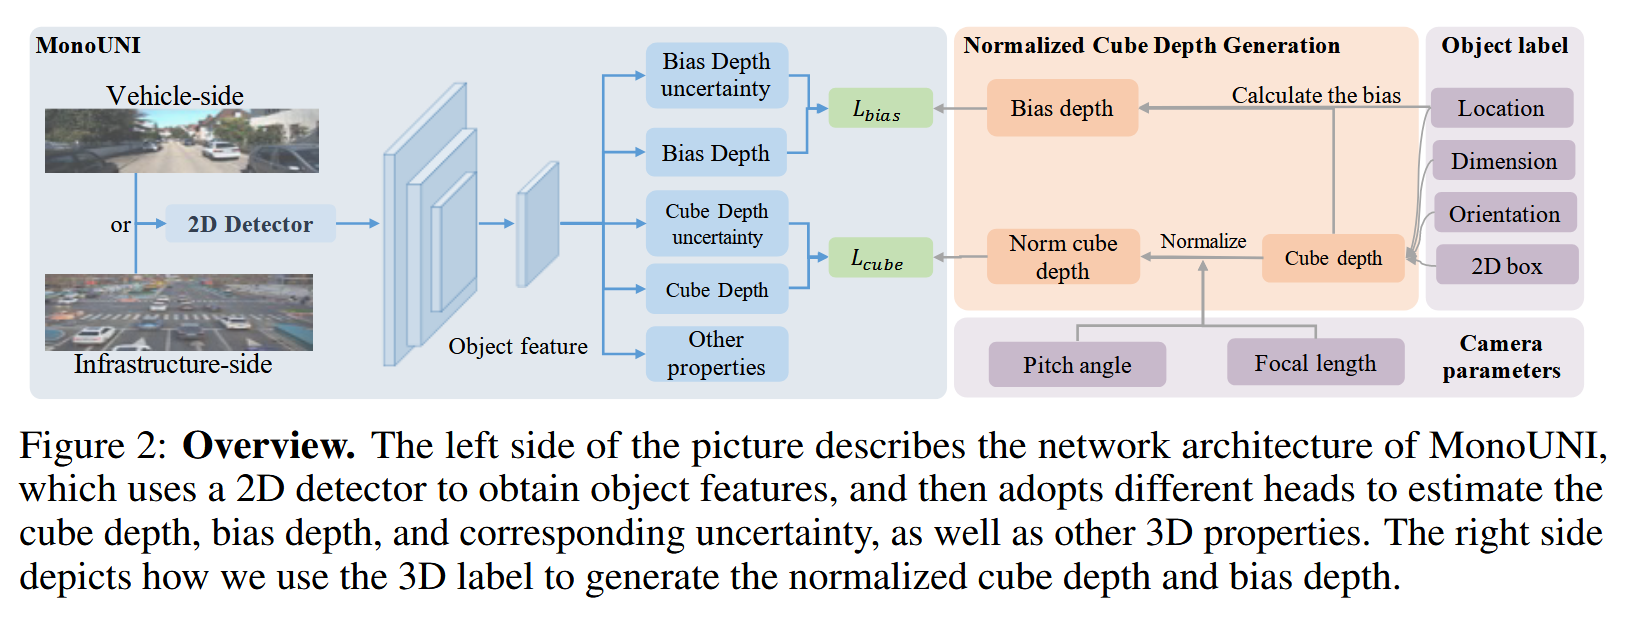 MonoUNI
Vehicle-side
or
2D Detector
Infrastructure-side
Object feature
Bias Depth
uncertainty
Bias Depth
Cube Depth
uncertainty
Cube Depth
Other
properties
L_bias
L_cube
Normalized Cube Depth Generation
Bias depth
Calculate the bias
Norm cube
depth
Normalize
Cube depth
Object label
Location
Dimension
Orientation
2D box
Pitch angle
Focal length
Camera
parameters
Figure 2: Overview. The left side of the picture describes the network architecture of MonoUNI,
which uses a 2D detector to obtain object features, and then adopts different heads to estimate the
cube depth, bias depth, and corresponding uncertainty, as well as other 3D properties. The right side
depicts how we use the 3D label to generate the normalized cube depth and bias depth.